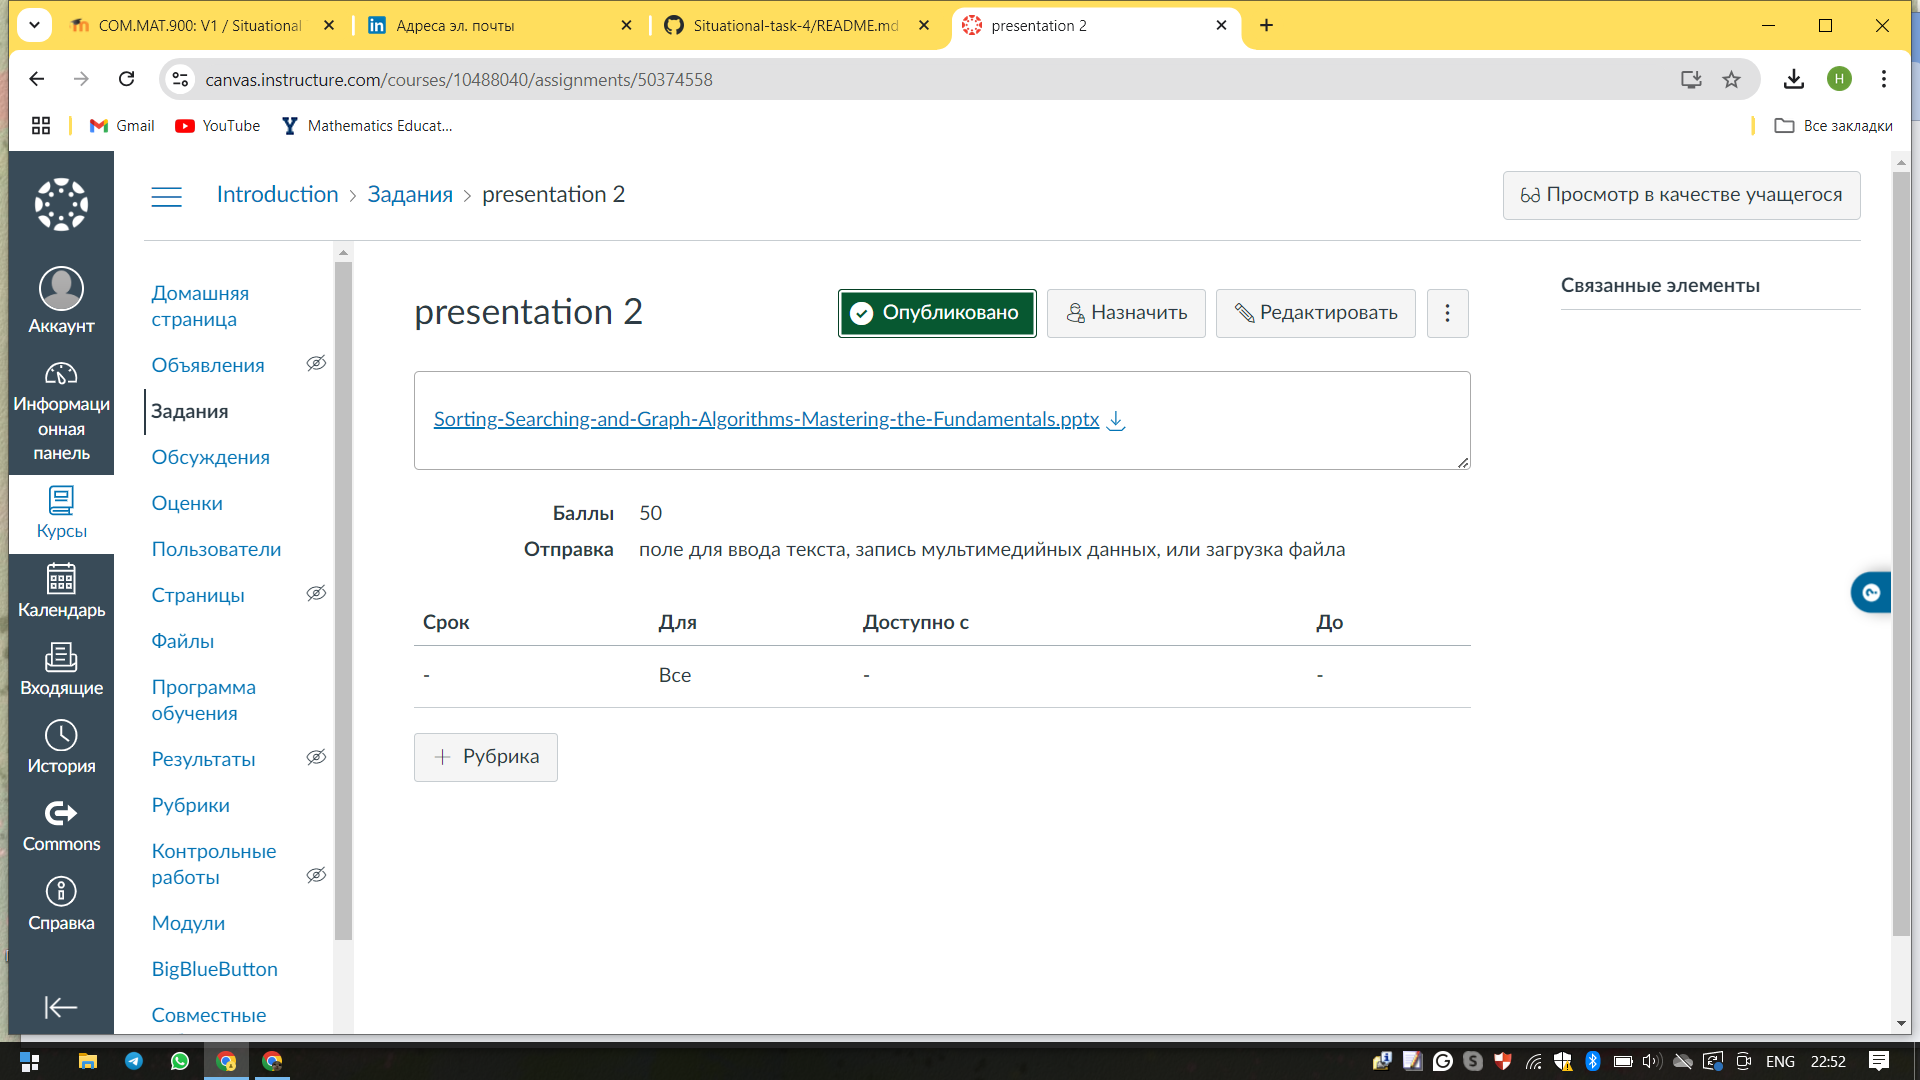 COM.MAT.900: V1 / Situational
Адреса эл. почты
Situational-task-4/README.md
presentation 2
canvas.instructure.com/courses/10488040/assignments/50374558
H
Gmail
YouTube
Mathematics Educat...
Все закладки
Introduction > Задания > presentation 2
Просмотр в качестве учащегося
Аккаунт
Информаци
онная
панель
Курсы
Календарь
Входящие
История
Commons
Справка
Домашняя
страница
Объявления
Задания
Обсуждения
Оценки
Пользователи
Страницы
Файлы
Программа
обучения
Результаты
Рубрики
Контрольные
работы
Модули
BigBlueButton
Совместные
presentation 2
Опубликовано
Назначить
Редактировать
Связанные элементы
Sorting-Searching-and-Graph-Algorithms-Mastering-the-Fundamentals.pptx
Баллы 50
Отправка поле для ввода текста, запись мультимедийных данных, или загрузка файла
Срок Для Доступно с До
- Все - -
+ Рубрика
ENG 22:52